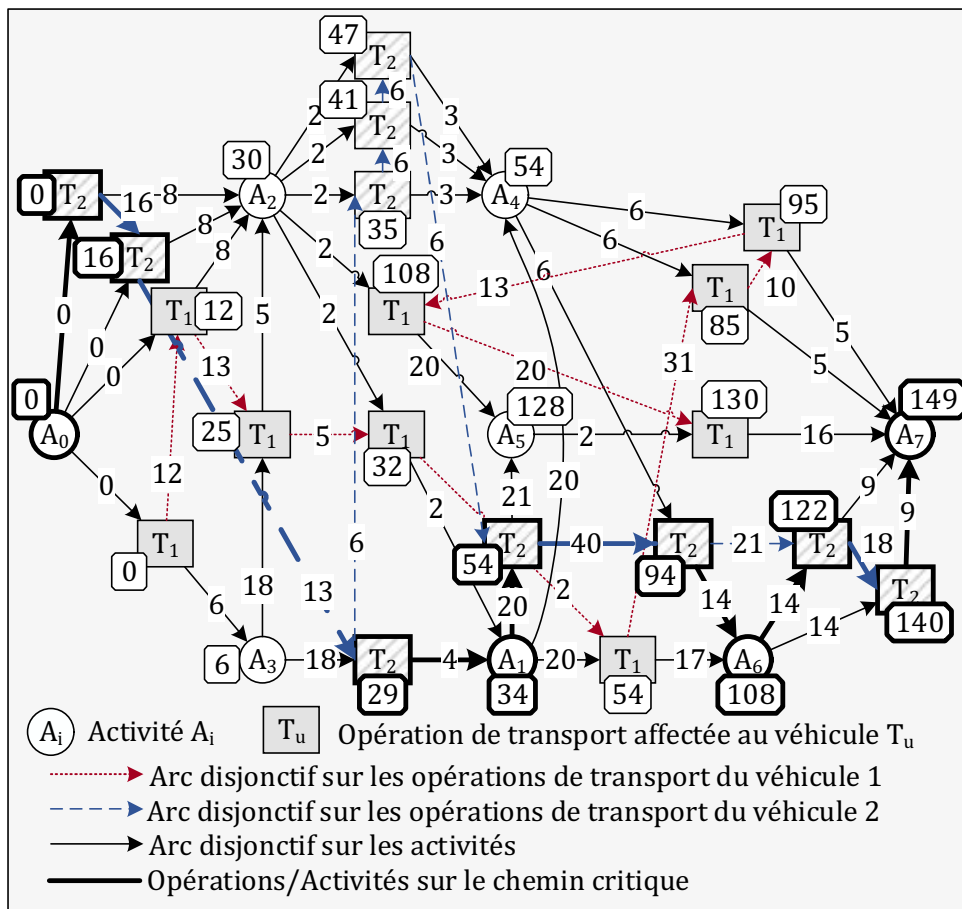 47
T2
6
41
T2
2
3
6
2
3
30
54
0
T2
8
A2
2
T2
3
A4
6
95
16
35
T1
8
16
T2
8
2
6
6
6
108
13
T1
12
T1
T1
10
85
0
0
0
5
2
13
20
20
31
5
5
0
128
130
149
A0
25
T1
5
T1
A5
2
T1
16
A7
32
0
12
21
20
9
122
T1
6
2
54
T2
40
T2
21
T2
18
9
0
94
T2
18
13
20
2
14
14
14
140
6
A3
18
T2
4
A1
20
T1
17
A6
29
34
54
108
Ai Activité Ai
Tu Opération de transport affectée au véhicule Tu
Arc disjonctif sur les opérations de transport du véhicule 1
Arc disjonctif sur les opérations de transport du véhicule 2
Arc disjonctif sur les activités
Opérations/Activités sur le chemin critique